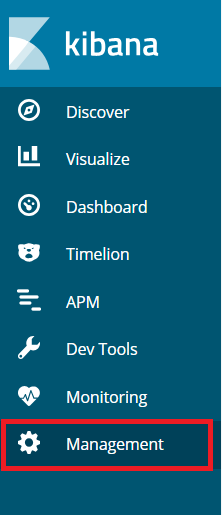 kibana
Discover
Visualize
Dashboard
Timelion
APM
Dev Tools
Monitoring
Management